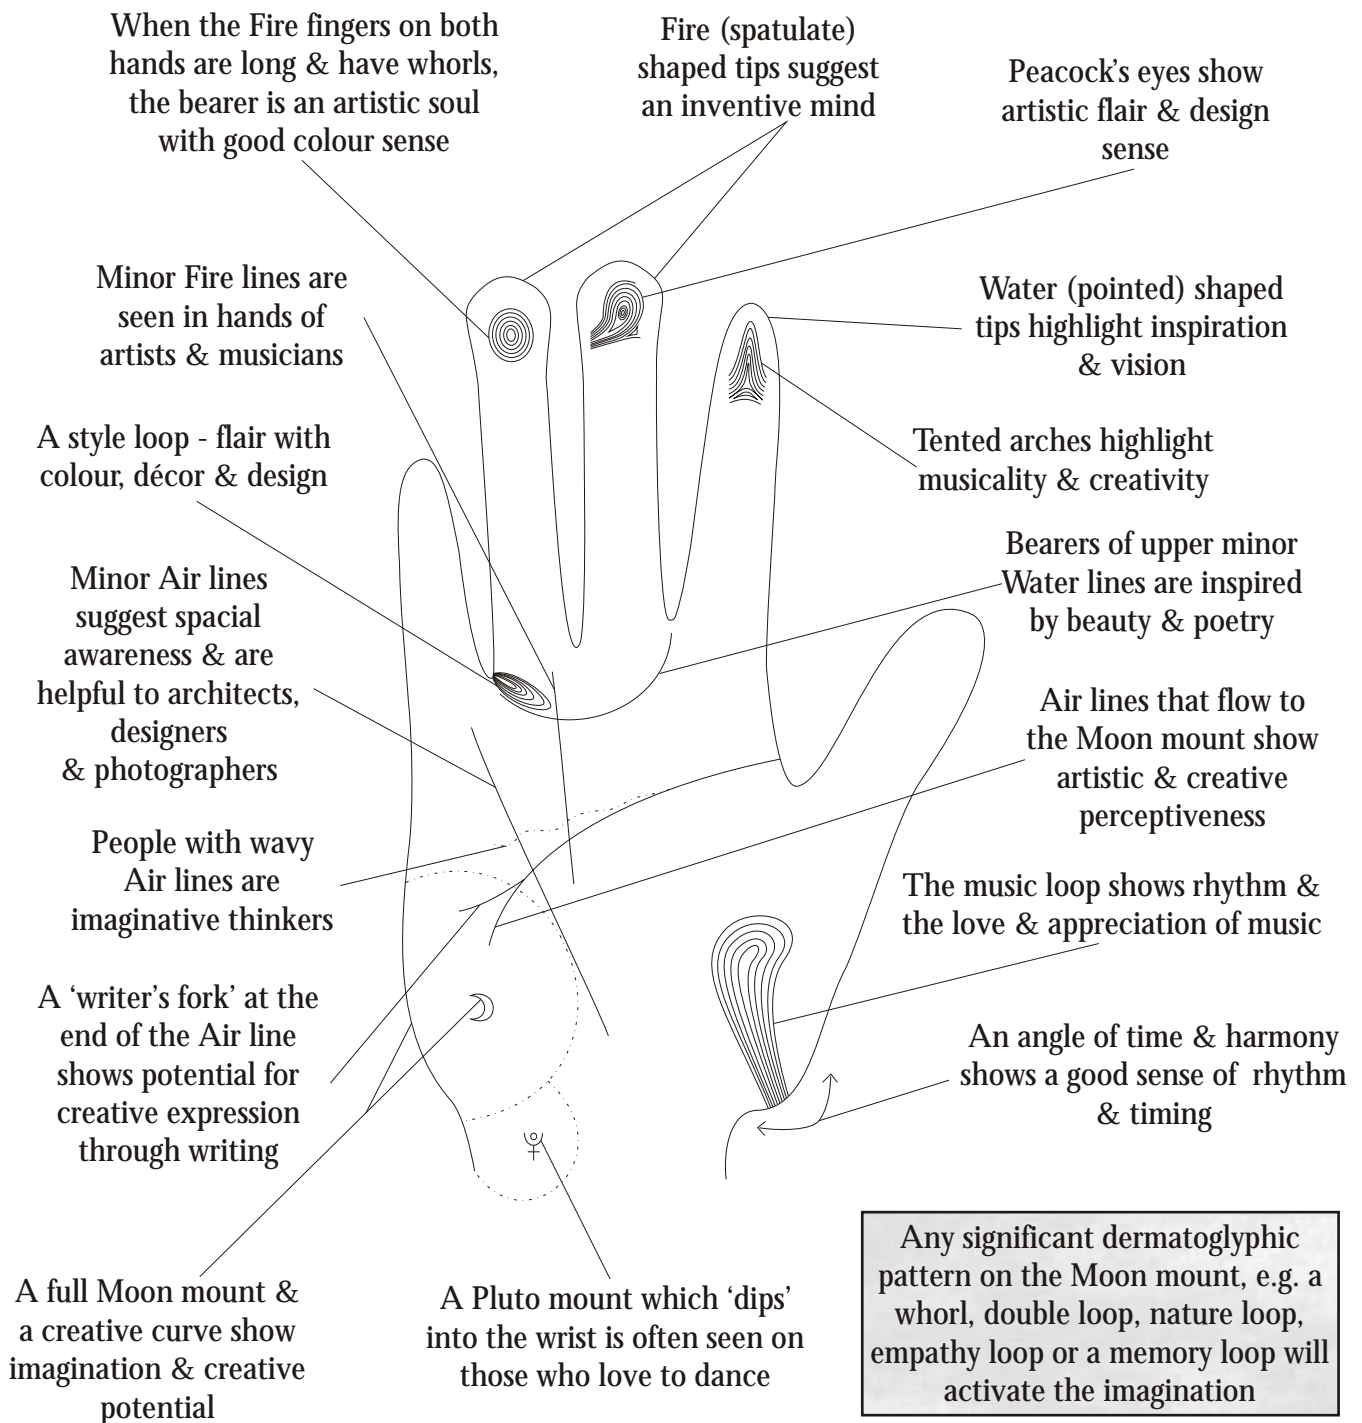 When the Fire fingers on both
hands are long & have whorls,
the bearer is an artistic soul
with good colour sense
Fire (spatulate)
shaped tips suggest
an inventive mind
Peacock's eyes show
artistic flair & design
sense
Minor Fire lines are
seen in hands of
artists & musicians
Water (pointed) shaped
tips highlight inspiration
& vision
A style loop - flair with
colour, décor & design
Tented arches highlight
musicality & creativity
Minor Air lines
suggest spacial
awareness & are
helpful to architects,
designers
& photographers
Bearers of upper minor
Water lines are inspired
by beauty & poetry
Air lines that flow to
the Moon mount show
artistic & creative
perceptiveness
People with wavy
Air lines are
imaginative thinkers
The music loop shows rhythm &
the love & appreciation of music
A ‘writer's fork’ at the
end of the Air line
shows potential for
creative expression
through writing
An angle of time & harmony
shows a good sense of rhythm
& timing
A full Moon mount &
a creative curve show
imagination & creative
potential
A Pluto mount which ‘dips’
into the wrist is often seen on
those who love to dance
Any significant dermatoglyphic
pattern on the Moon mount, e.g. a
whorl, double loop, nature loop,
empathy loop or a memory loop will
activate the imagination